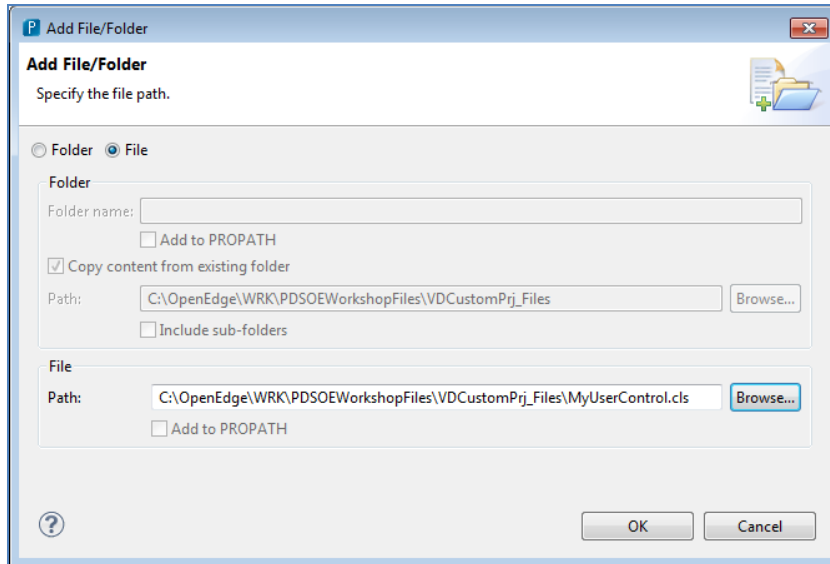 Add File/Folder
Add File/Folder
Specify the file path.
Folder File
Folder
Folder name:
Add to PROPATH
Copy content from existing folder
Path: C:\OpenEdge\WRK\PDSOEWorkshopFiles\VDCustomPrj_Files Browse...
Include sub-folders
File
Path: C:\OpenEdge\WRK\PDSOEWorkshopFiles\VDCustomPrj_Files\MyUserControl.cls Browse...
Add to PROPATH
? OK Cancel